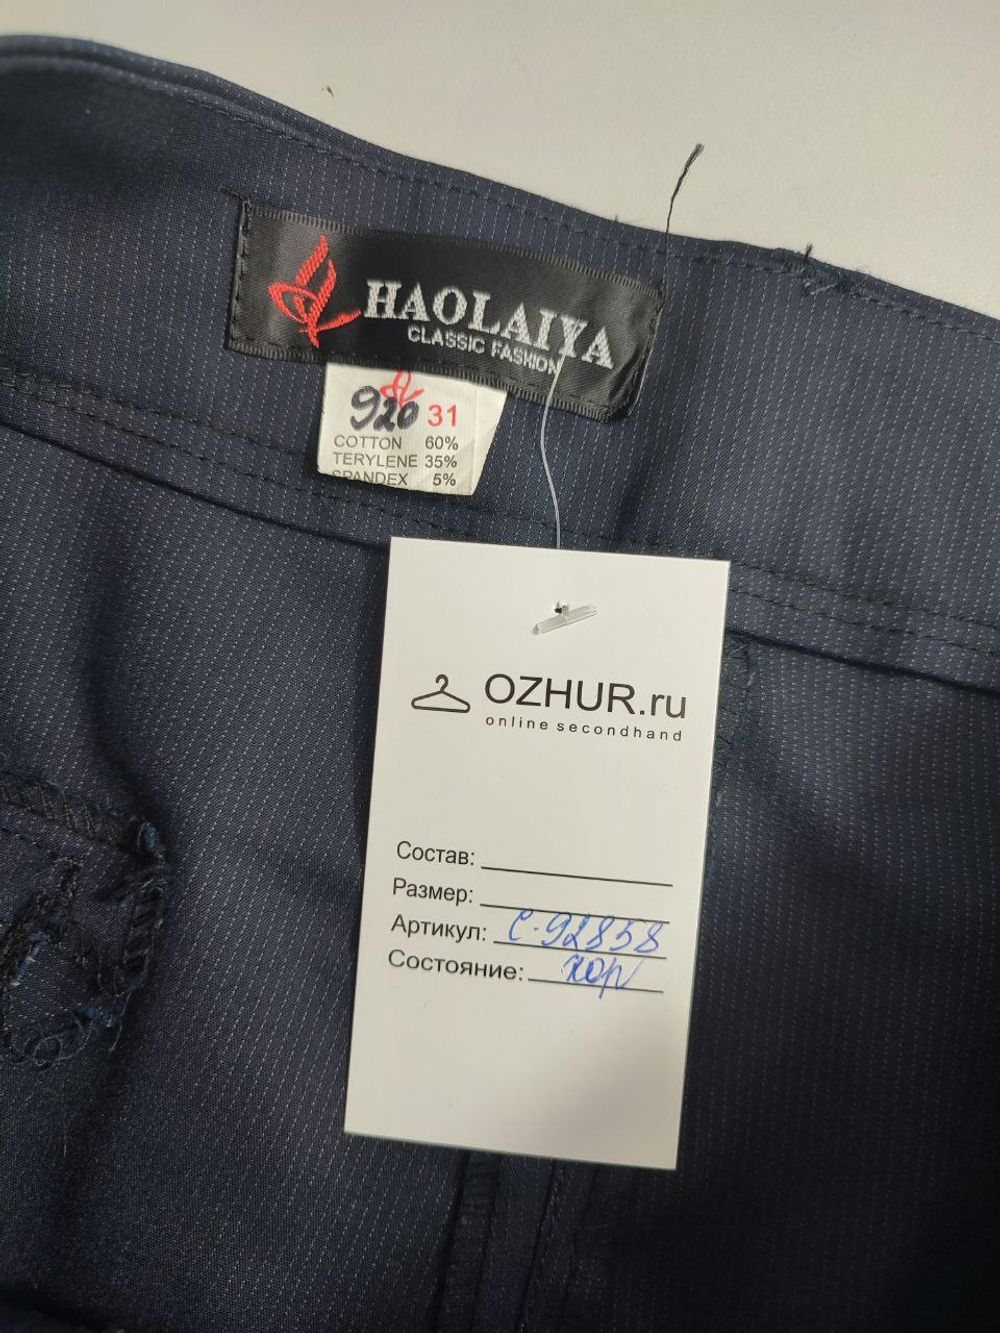 HAOLAIYA
CLASSIC FASHION
920 31
COTTON 60%
TERYLENE 35%
SPANDEX 5%
OZHUR.ru
online secondhand
Состав:
Размер:
Артикул: С-92858
Состояние: хор